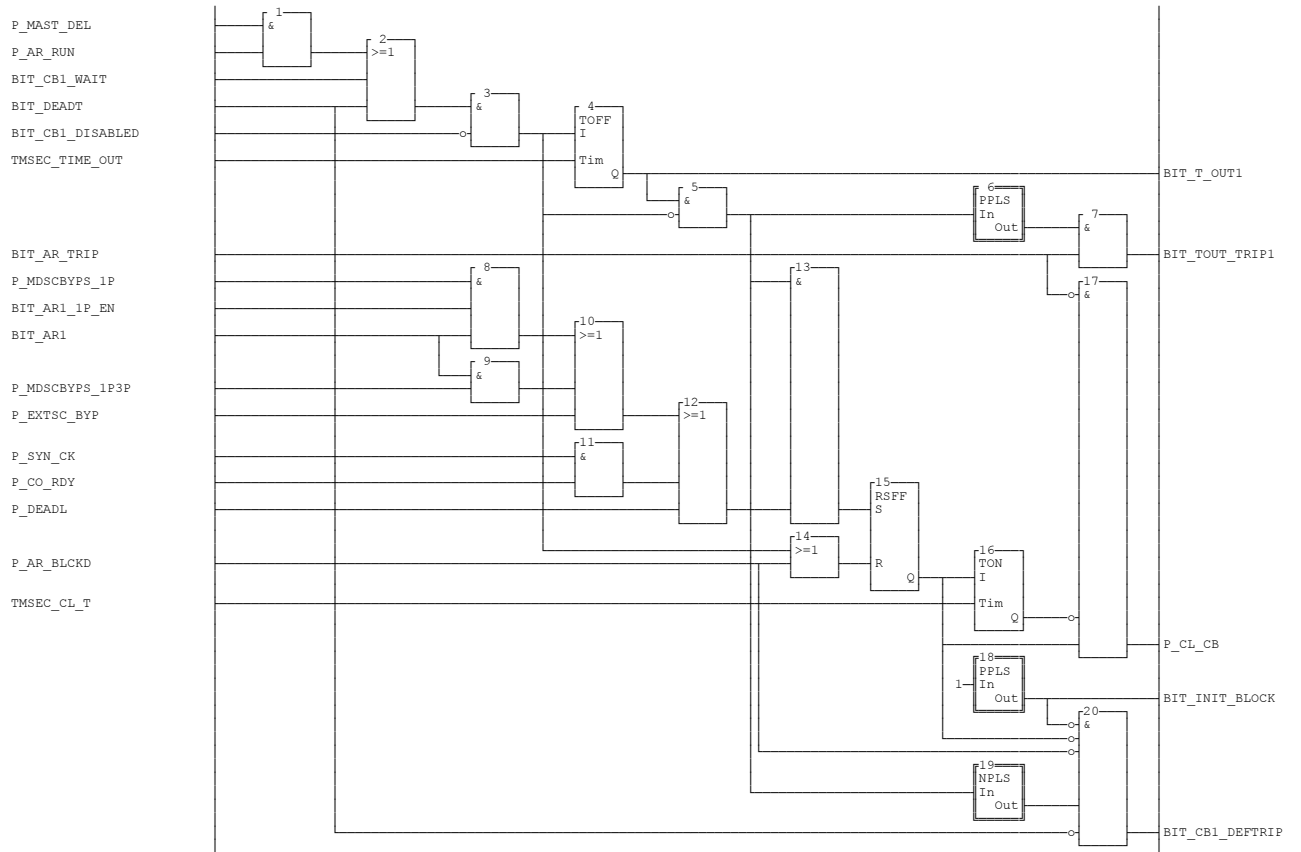 1
P_MAST_DEL &
2
P_AR_RUN >=1
BIT_CB1_WAIT
3
BIT_DEADT & 4
TOFF
BIT_CB1_DISABLED I
TMSEC_TIME_OUT Tim
Q BIT_T_OUT1
5 6
& PPLS
In 7
Out &
BIT_AR_TRIP BIT_TOUT_TRIP1
8 13
P_MDSCBYPS_1P & & 17
&
BIT_AR1_1P_EN
10
BIT_AR1 >=1
9
&
P_MDSCBYPS_1P3P
12
P_EXTSC_BYP >=1
11
P_SYN_CK &
P_CO_RDY 15
RSFF
P_DEADL S
14
>=1 16
P_AR_BLCKD R TON
Q I
TMSEC_CL_T Tim
Q
P_CL_CB
18
PPLS
1 In
Out BIT_INIT_BLOCK
20
&
19
NPLS
In
Out
BIT_CB1_DEFTRIP